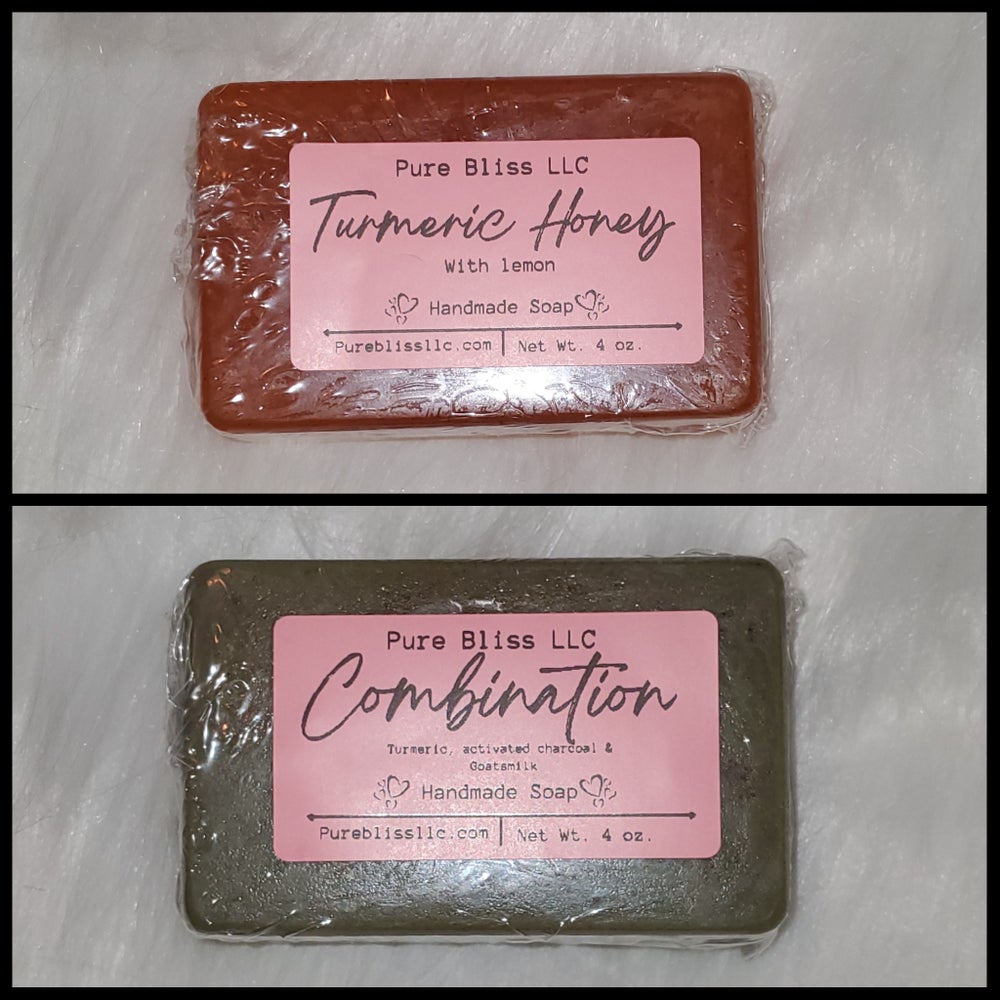 Pure Bliss LLC
Turmeric Honey
With lemon
Handmade Soap
Pureblissllc.com | Net Wt. 4 oz.
Pure Bliss LLC
Combination
Turmeric, activated charcoal &
Goatsmilk
Handmade Soap
Pureblissllc.com | Net Wt. 4 oz.